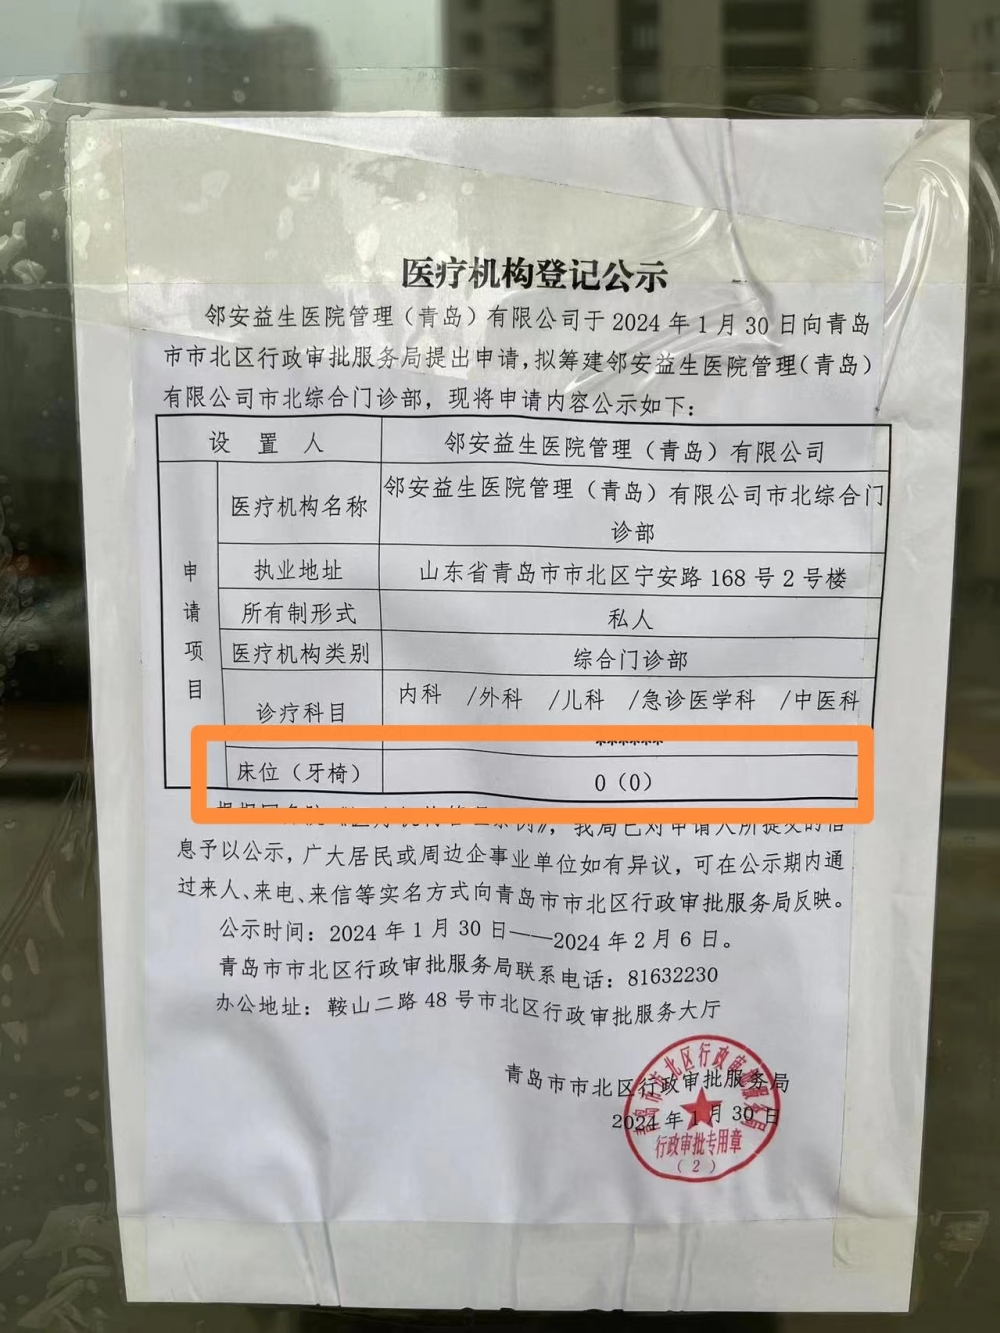 医疗机构登记公示
邻安益生医院管理（青岛）有限公司于 2024 年 1 月 30 日向青岛
市市北区行政审批服务局提出申请，拟筹建邻安益生医院管理（青岛）
有限公司市北综合门诊部，现将申请内容公示如下：
设 置 人
邻安益生医院管理（青岛）有限公司
申请项目
医疗机构名称
邻安益生医院管理（青岛）有限公司市北综合门
诊部
执业地址
山东省青岛市市北区宁安路 168 号 2 号楼
所有制形式
私人
医疗机构类别
综合门诊部
诊疗科目
内科 /外科 /儿科 /急诊医学科 /中医科
******
床位（牙椅）
0（0）
，我局已对申请人所提交的信
息予以公示，广大居民或周边企事业单位如有异议，可在公示期内通
过来人、来电、来信等实名方式向青岛市市北区行政审批服务局反映。
公示时间：2024 年 1 月 30 日——2024 年 2 月 6 日。
青岛市市北区行政审批服务局联系电话：81632230
办公地址：鞍山二路 48 号市北区行政审批服务大厅
青岛市市北区行政审批服务局
2024 年 1 月 30 日
青岛市市北区行政审批服务局
行政审批专用章
（2）